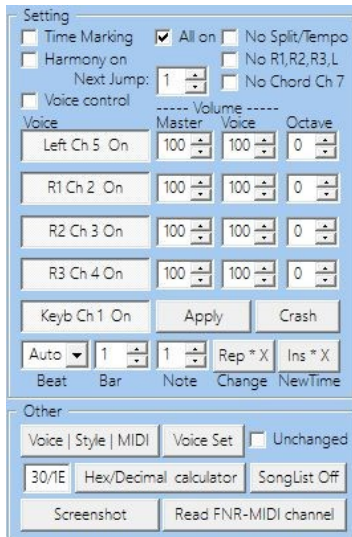 Setting
Time Marking All on No Split/Tempo
Harmony on No R1,R2,R3,L
Next Jump: 1 No Chord Ch 7
Voice control ----- Volume -----
Voice Master Voice Octave
Left Ch 5 On 100 100 0
R1 Ch 2 On 100 100 0
R2 Ch 3 On 100 100 0
R3 Ch 4 On 100 100 0
Keyb Ch 1 On Apply Crash
Auto 1 1 Rep * X Ins * X
Beat Bar Note Change NewTime
Other
Voice | Style | MIDI Voice Set Unchanged
30/1E Hex/Decimal calculator SongList Off
Screenshot Read FNR-MIDI channel